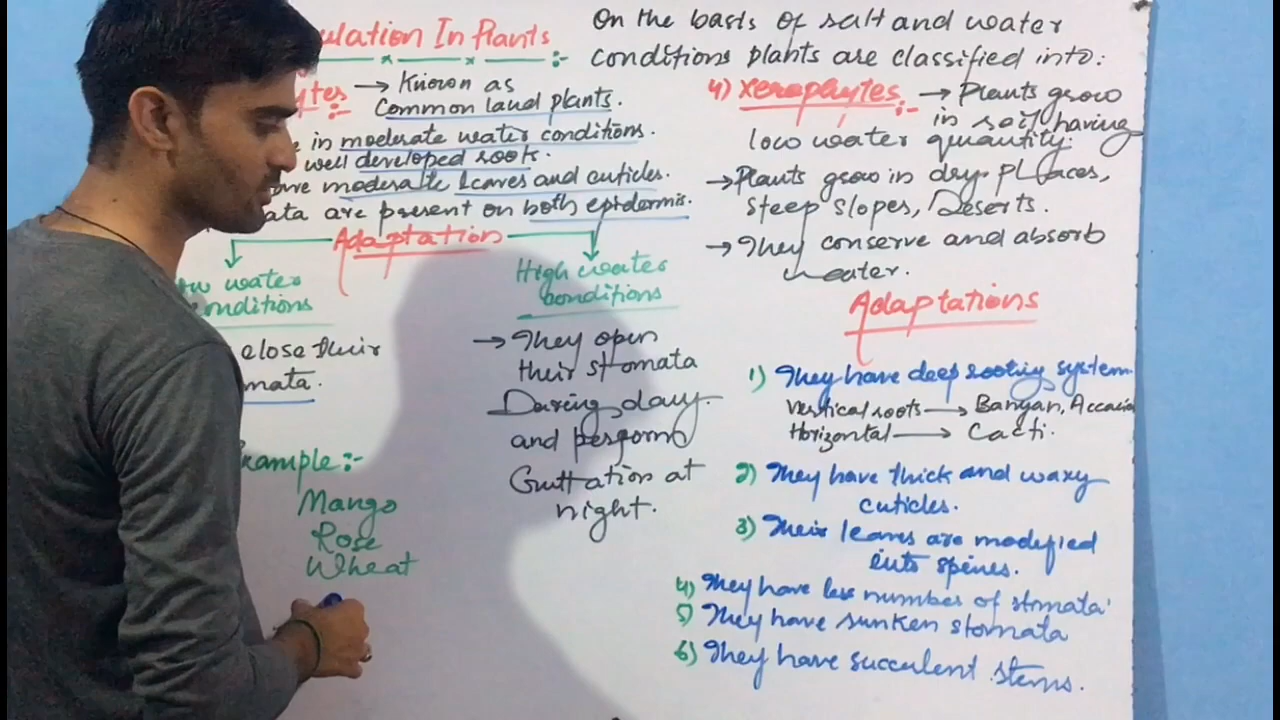 ulation In Plants :-
On the basis of salt and water
conditions plants are classified into:
ytes :- → Known as
Common land plants.
e in moderate water conditions.
well developed root.
ve moderate leaves and cuticles.
ata are present on both epidermis.
Adaptation
ow water
onditions
close their
mata.
Example:-
Mango
Rose
Wheat
High water
conditions
→ They open
their stomata
During day
and perform
Guttation at
night.
4) Xerophytes :- → Plants grow
in soil having
low water quantity.
→ Plants grow in dry places,
steep slopes, Deserts.
→ They conserve and absorb
water.
Adaptations
1) They have deep rooting system
Vertical roots → Banyan, Accacia
Horizontal → Cacti.
2) They have thick and waxy
cuticles.
3) Their leaves are modified
into spines.
4) They have less number of stomata
5) They have sunken stomata
6) They have succulent stems.